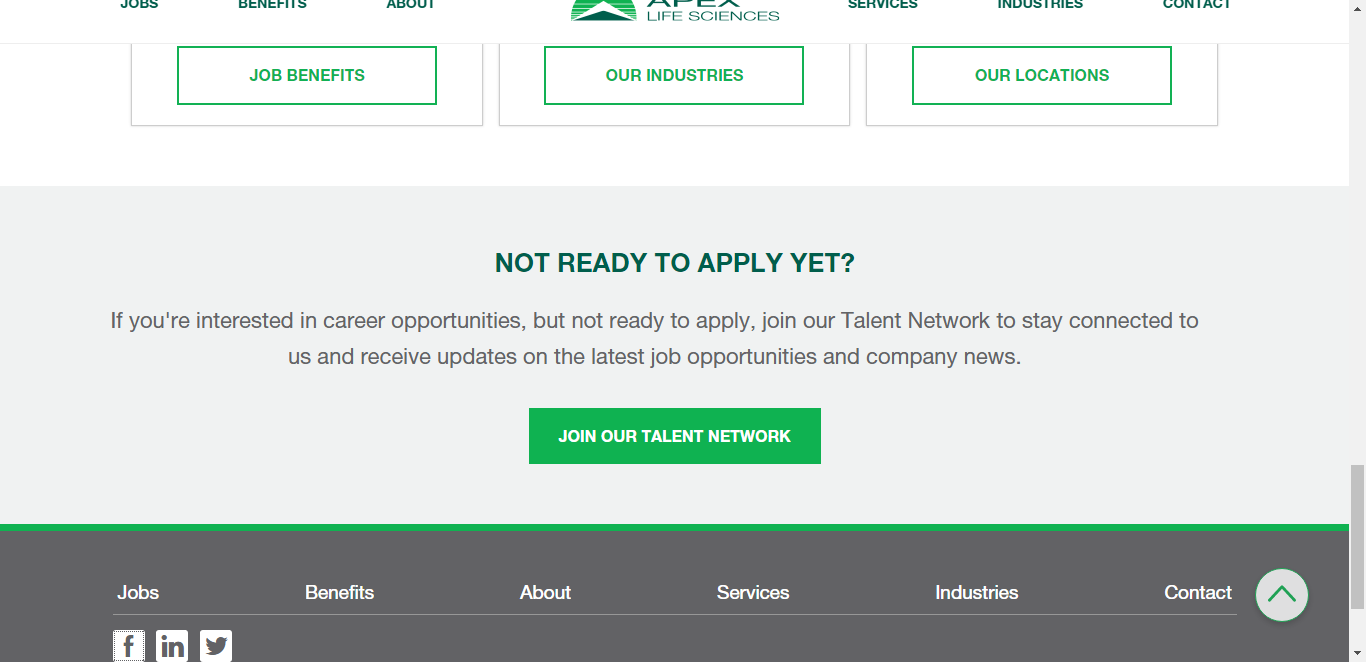 JOBS BENEFITS ABOUT APEX SERVICES INDUSTRIES CONTACT
LIFE SCIENCES
JOB BENEFITS OUR INDUSTRIES OUR LOCATIONS
NOT READY TO APPLY YET?
If you're interested in career opportunities, but not ready to apply, join our Talent Network to stay connected to
us and receive updates on the latest job opportunities and company news.
JOIN OUR TALENT NETWORK
Jobs Benefits About Services Industries Contact
f in